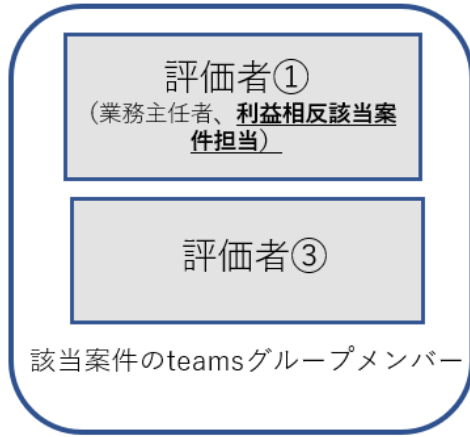 評価者①
（業務主任者、利益相反該当案
件担当）
評価者③
該当案件のteamsグループメンバー